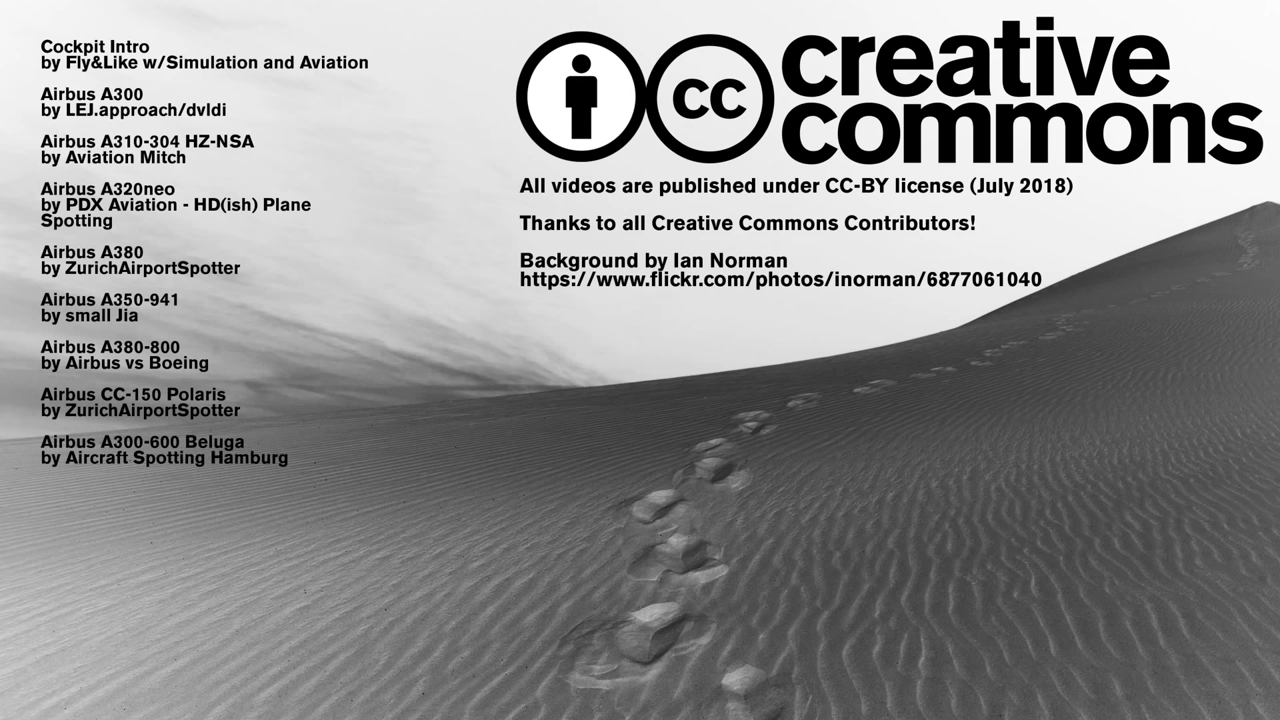 Cockpit Intro
by Fly&Like w/Simulation and Aviation
Airbus A300
by LEJ.approach/dvldi
Airbus A310-304 HZ-NSA
by Aviation Mitch
Airbus A320neo
by PDX Aviation - HD(ish) Plane
Spotting
Airbus A380
by ZurichAirportSpotter
Airbus A350-941
by small Jia
Airbus A380-800
by Airbus vs Boeing
Airbus CC-150 Polaris
by ZurichAirportSpotter
Airbus A300-600 Beluga
by Aircraft Spotting Hamburg
cc
creative
commons
All videos are published under CC-BY license (July 2018)
Thanks to all Creative Commons Contributors!
Background by Ian Norman
https://www.flickr.com/photos/inorman/6877061040